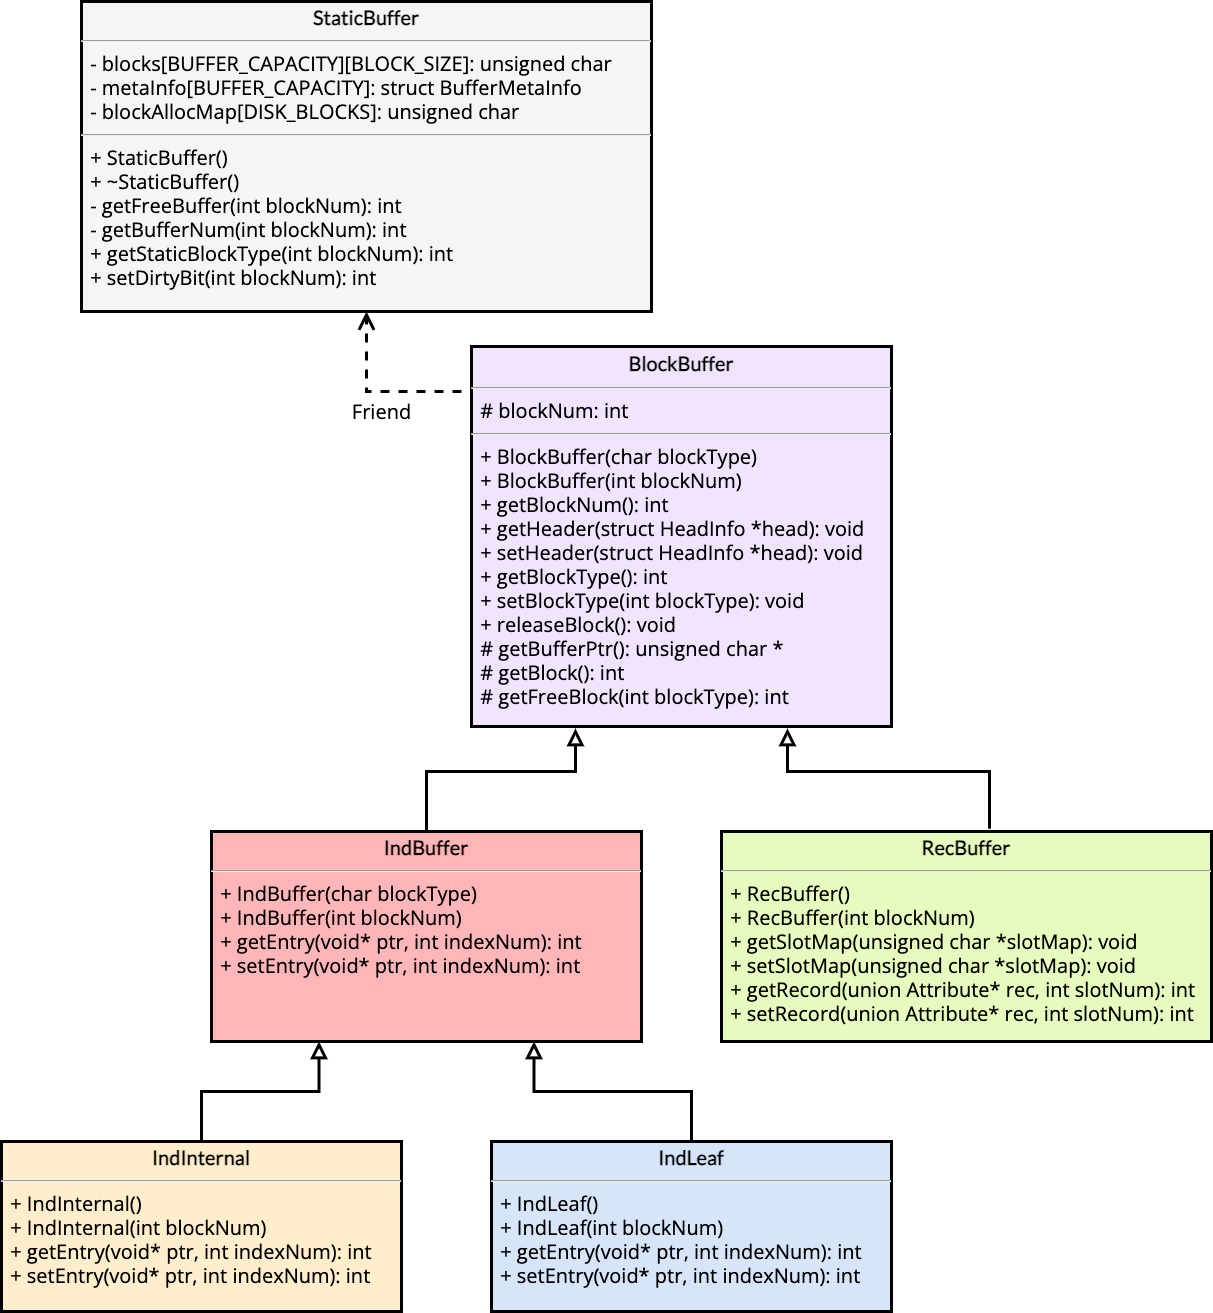 StaticBuffer
- blocks[BUFFER_CAPACITY][BLOCK_SIZE]: unsigned char
- metaInfo[BUFFER_CAPACITY]: struct BufferMetaInfo
- blockAllocMap[DISK_BLOCKS]: unsigned char
+ StaticBuffer()
+ ~StaticBuffer()
- getFreeBuffer(int blockNum): int
- getBufferNum(int blockNum): int
+ getStaticBlockType(int blockNum): int
+ setDirtyBit(int blockNum): int
Friend
BlockBuffer
# blockNum: int
+ BlockBuffer(char blockType)
+ BlockBuffer(int blockNum)
+ getBlockNum(): int
+ getHeader(struct HeadInfo *head): void
+ setHeader(struct HeadInfo *head): void
+ getBlockType(): int
+ setBlockType(int blockType): void
+ releaseBlock(): void
# getBufferPtr(): unsigned char *
# getBlock(): int
# getFreeBlock(int blockType): int
IndBuffer
+ IndBuffer(char blockType)
+ IndBuffer(int blockNum)
+ getEntry(void* ptr, int indexNum): int
+ setEntry(void* ptr, int indexNum): int
RecBuffer
+ RecBuffer()
+ RecBuffer(int blockNum)
+ getSlotMap(unsigned char *slotMap): void
+ setSlotMap(unsigned char *slotMap): void
+ getRecord(union Attribute* rec, int slotNum): int
+ setRecord(union Attribute* rec, int slotNum): int
IndInternal
+ IndInternal()
+ IndInternal(int blockNum)
+ getEntry(void* ptr, int indexNum): int
+ setEntry(void* ptr, int indexNum): int
IndLeaf
+ IndLeaf()
+ IndLeaf(int blockNum)
+ getEntry(void* ptr, int indexNum): int
+ setEntry(void* ptr, int indexNum): int